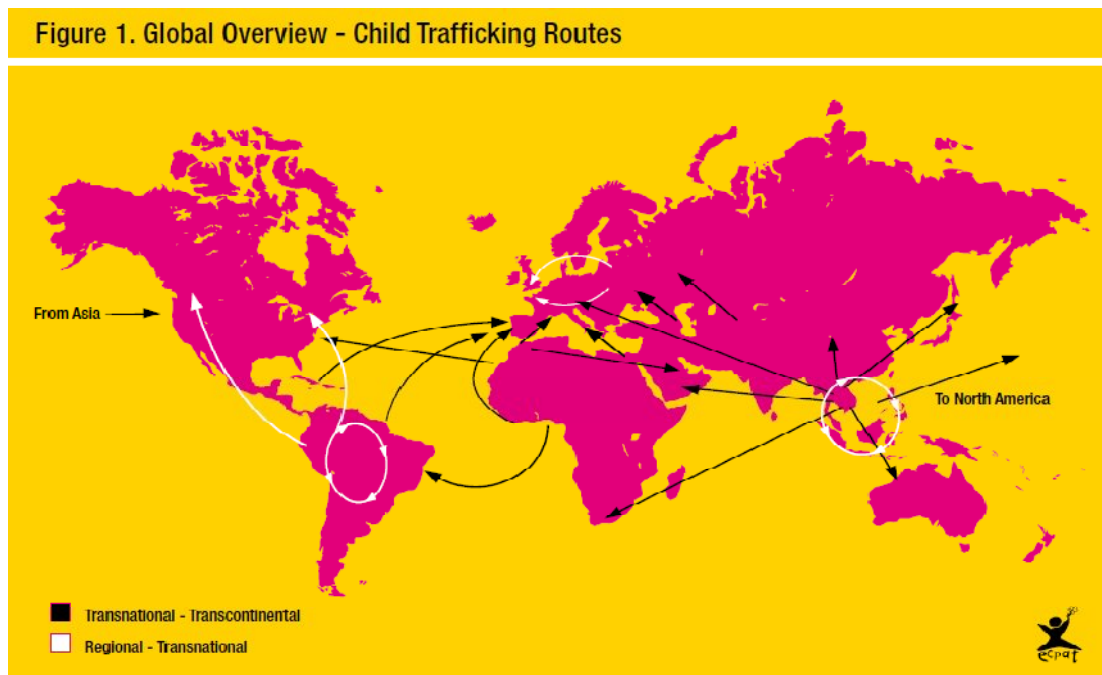 Figure 1. Global Overview - Child Trafficking Routes
From Asia
To North America
Transnational - Transcontinental
Regional - Transnational
ecpat